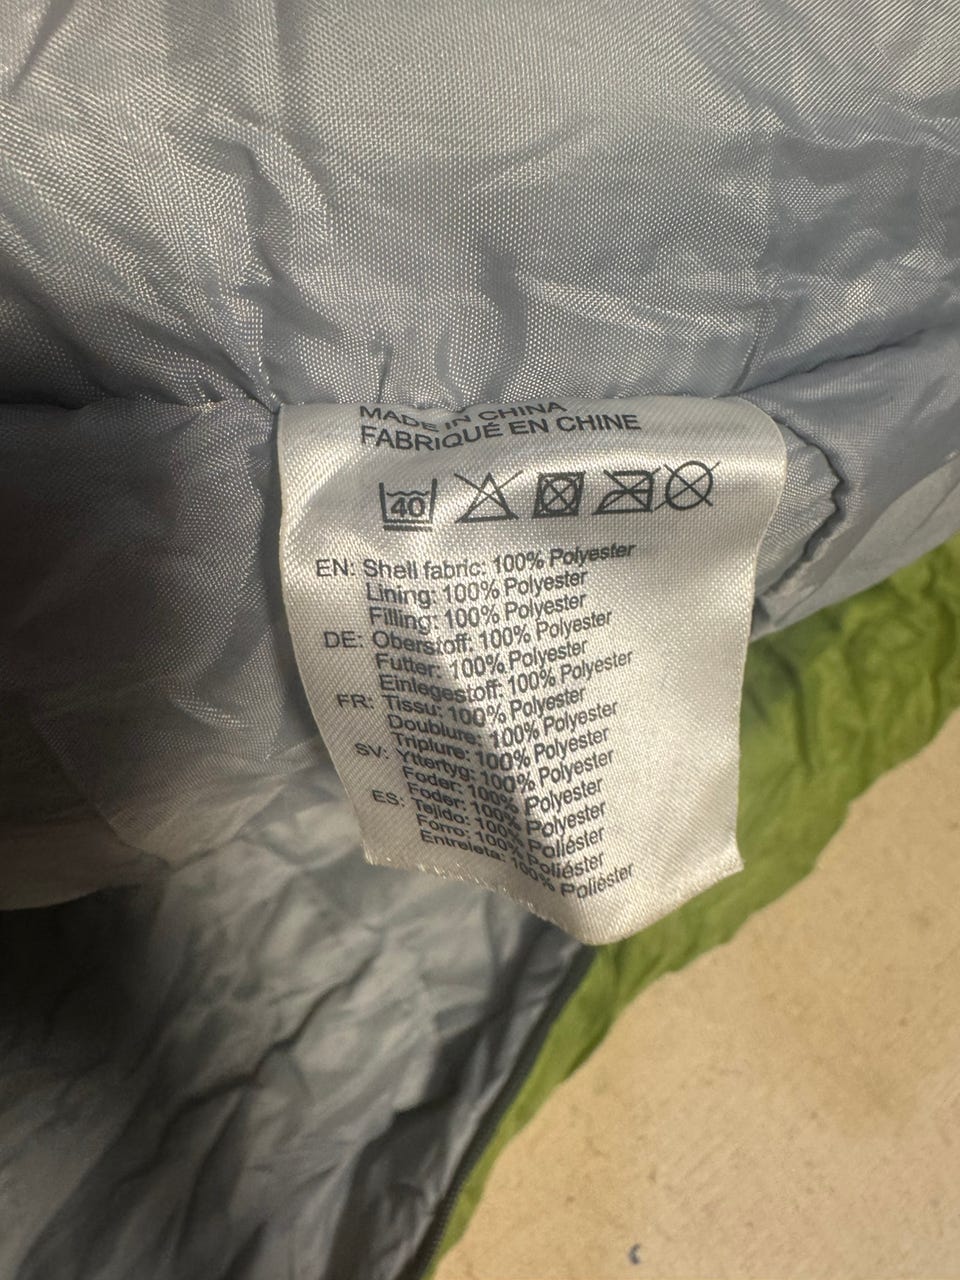 MADE IN CHINA
FABRIQUÉ EN CHINE
40
EN: Shell fabric: 100% Polyester
Lining: 100% Polyester
Filling: 100% Polyester
DE: Oberstoff: 100% Polyester
Futter: 100% Polyester
Einlegestoff: 100% Polyester
FR: Tissu: 100% Polyester
Doublure: 100% Polyester
Triplure: 100% Polyester
SV: Yttertyg: 100% Polyester
Foder: 100% Polyester
Foder: 100% Polyester
ES: Tejido: 100% Poliéster
Forro: 100% Poliéster
Entreleta: 100% Poliéster